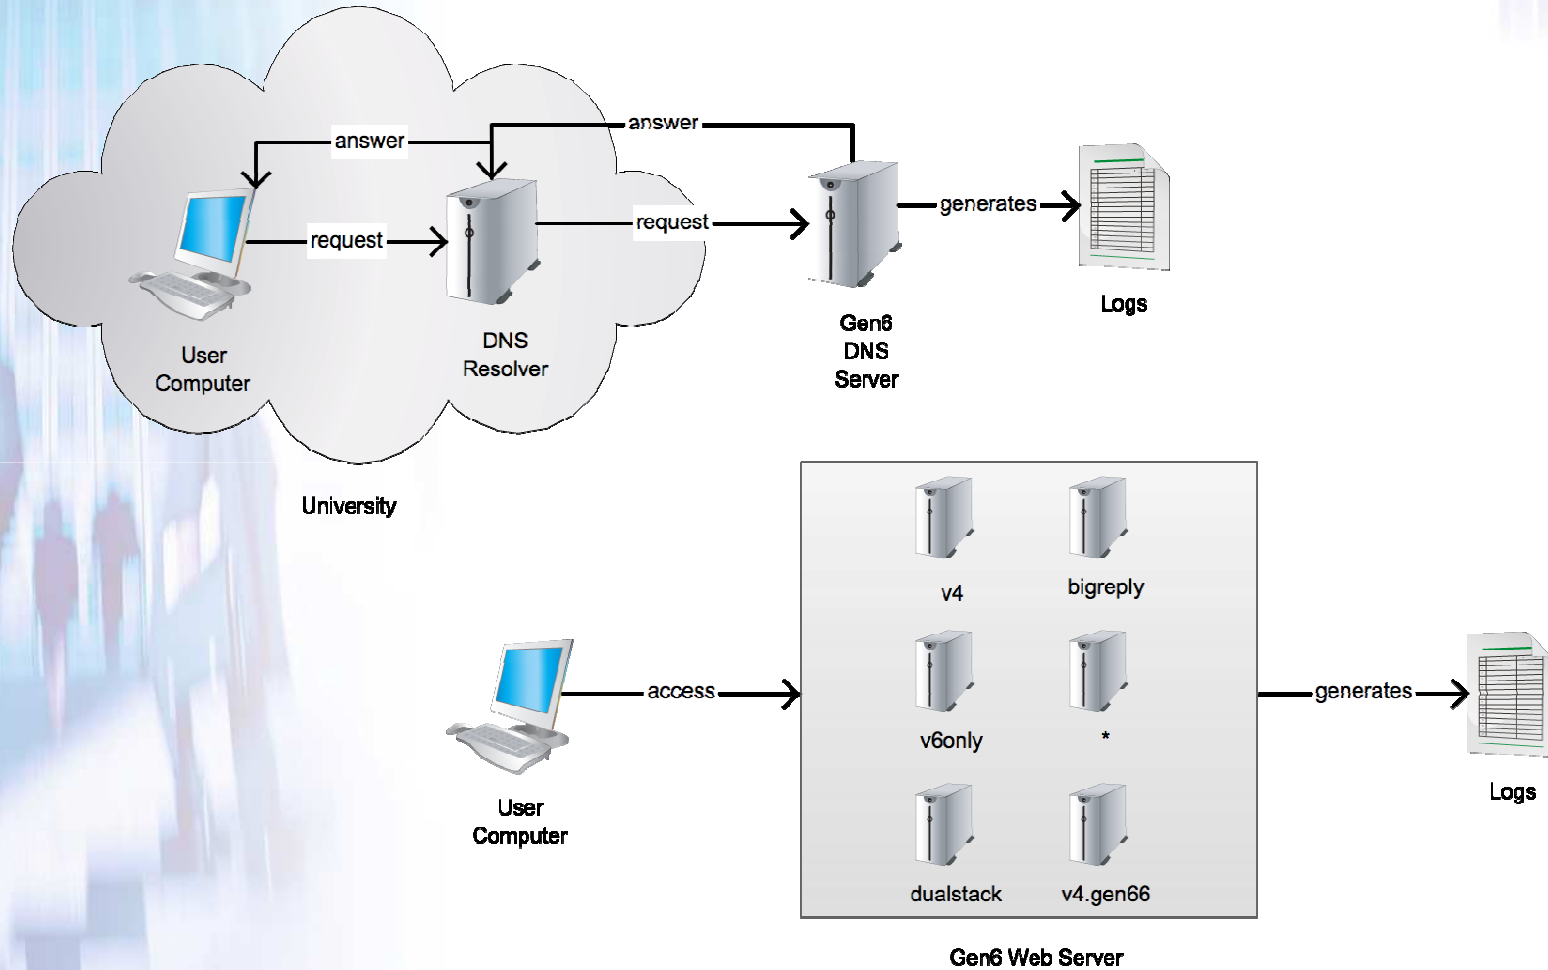 answer
answer
request
request
generates
User
Computer
DNS
Resolver
Gen6
DNS
Server
Logs
University
v4
bigreply
access
v6only
*
generates
User
Computer
dualstack
v4.gen66
Logs
Gen6 Web Server